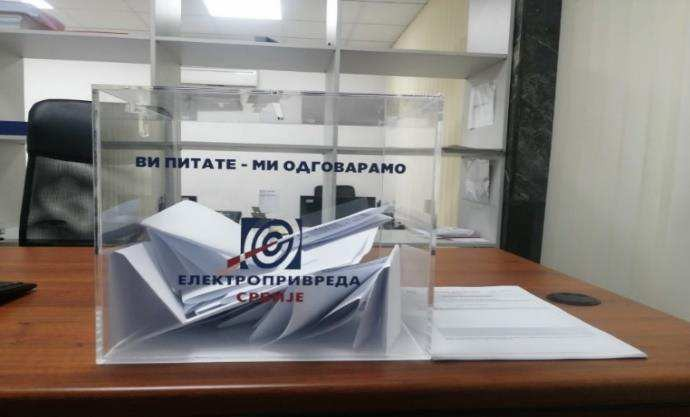 ВИ ПИТАТЕ - МИ ОДГОВАРАМО
ЕЛЕКТРОПРИВРЕДА
СРБИЈЕ